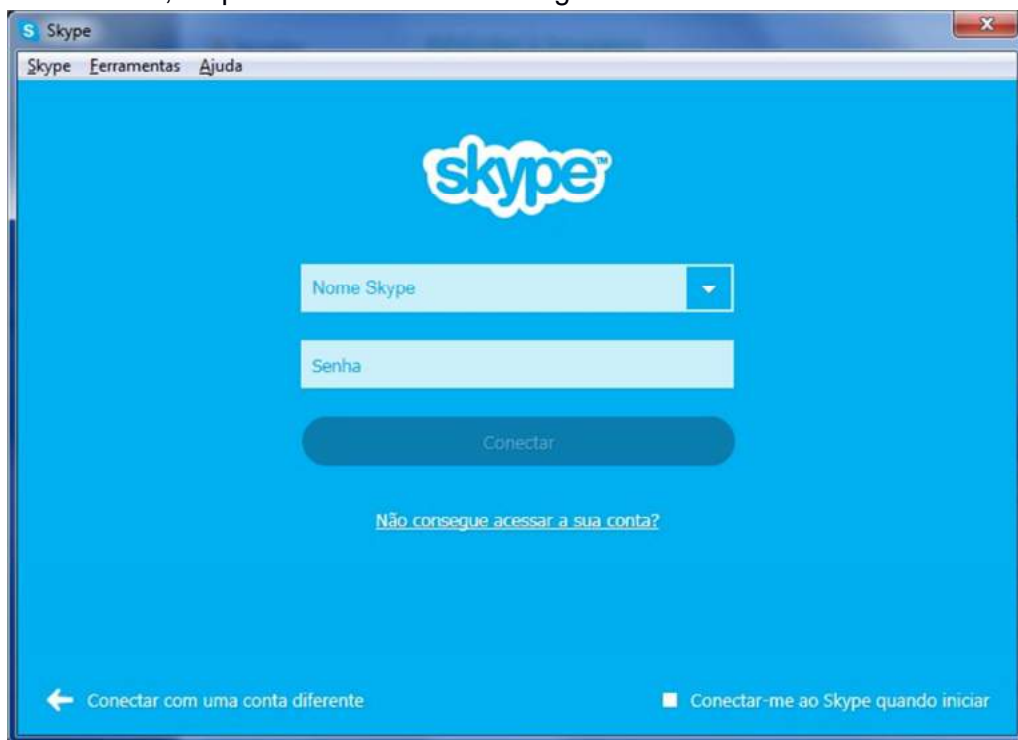 Skype
Skype Ferramentas Ajuda
skype™
Nome Skype
Senha
Conectar
Não consegue acessar a sua conta?
Conectar com uma conta diferente
Conectar-me ao Skype quando iniciar